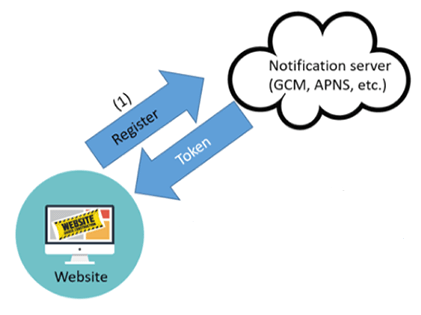 Notification server
(GCM, APNS, etc.)
(1)
Register
Token
WEBSITE
Website